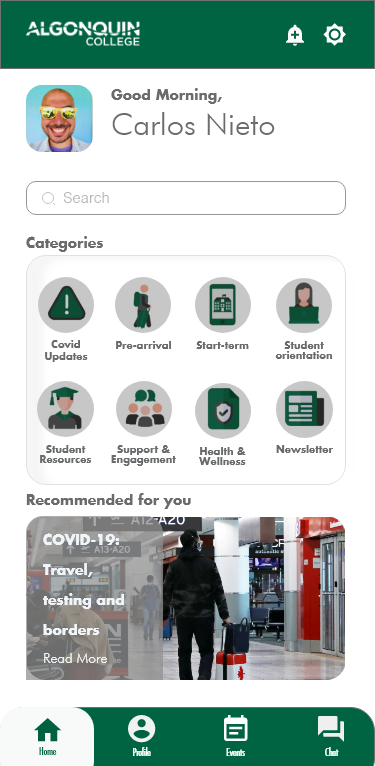 ALGONQUIN
COLLEGE
Good Morning,
Carlos Nieto
Search
Categories
Covid
Updates
Pre-arrival
Start-term
Student
orientation
Student
Resources
Support &
Engagement
Health &
Wellness
Newsletter
Recommended for you
A12-A20
A13-A20
COVID-19:
Travel,
testing and
borders
Read More
Home
Profile
Events
Chat